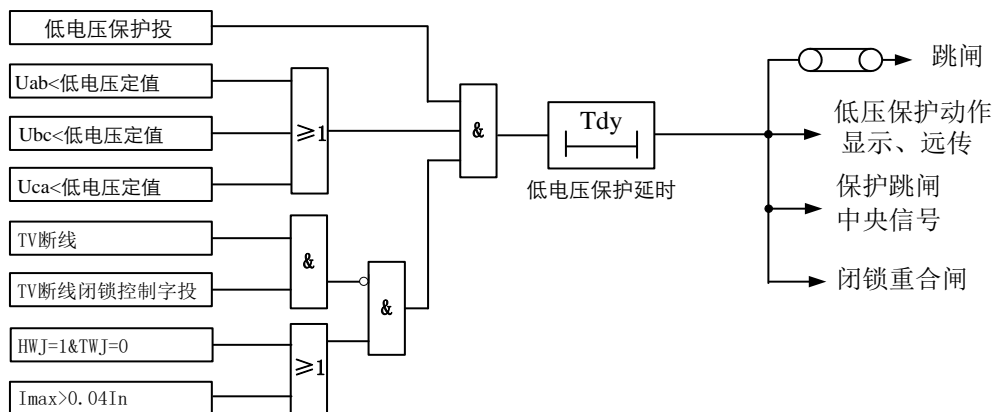 低电压保护投
Uab<低电压定值
Ubc<低电压定值
Uca<低电压定值
TV断线
TV断线闭锁控制字投
HWJ=1&TWJ=0
Imax>0.04In
≥1
&
≥1
&
&
Tdy
低电压保护延时
跳闸
低压保护动作
显示、远传
保护跳闸
中央信号
闭锁重合闸